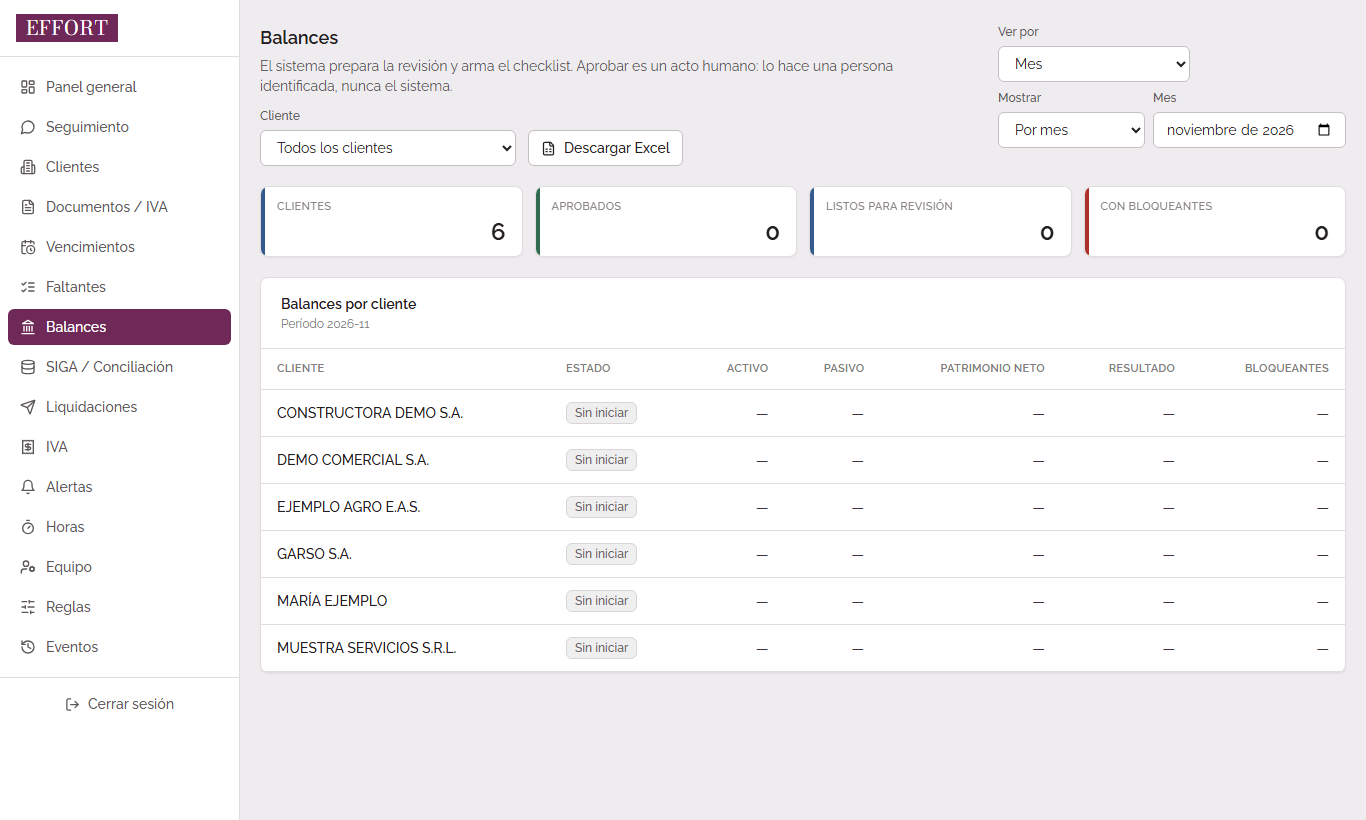 EFFORT
Panel general
Seguimiento
Clientes
Documentos / IVA
Vencimientos
Faltantes
Balances
SIGA / Conciliación
Liquidaciones
IVA
Alertas
Horas
Equipo
Reglas
Eventos
Cerrar sesión
Balances
El sistema prepara la revisión y arma el checklist. Aprobar es un acto humano: lo hace una persona
identificada, nunca el sistema.
Cliente
Todos los clientes
Descargar Excel
Ver por
Mes
Mostrar
Mes
Por mes
noviembre de 2026
CLIENTES
6
APROBADOS
0
LISTOS PARA REVISIÓN
0
CON BLOQUEANTES
0
Balances por cliente
Período 2026-11
CLIENTE ESTADO ACTIVO PASIVO PATRIMONIO NETO RESULTADO BLOQUEANTES
CONSTRUCTORA DEMO S.A. Sin iniciar — — — — —
DEMO COMERCIAL S.A. Sin iniciar — — — — —
EJEMPLO AGRO E.A.S. Sin iniciar — — — — —
GARSO S.A. Sin iniciar — — — — —
MARÍA EJEMPLO Sin iniciar — — — — —
MUESTRA SERVICIOS S.R.L. Sin iniciar — — — — —